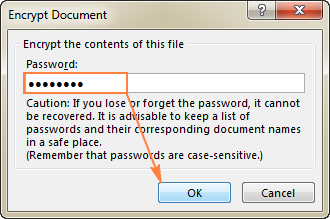 Encrypt Document
Encrypt the contents of this file
Password:
●●●●●●●●
Caution: If you lose or forget the password, it cannot
be recovered. It is advisable to keep a list of
passwords and their corresponding document names
in a safe place.
(Remember that passwords are case-sensitive.)
OK Cancel